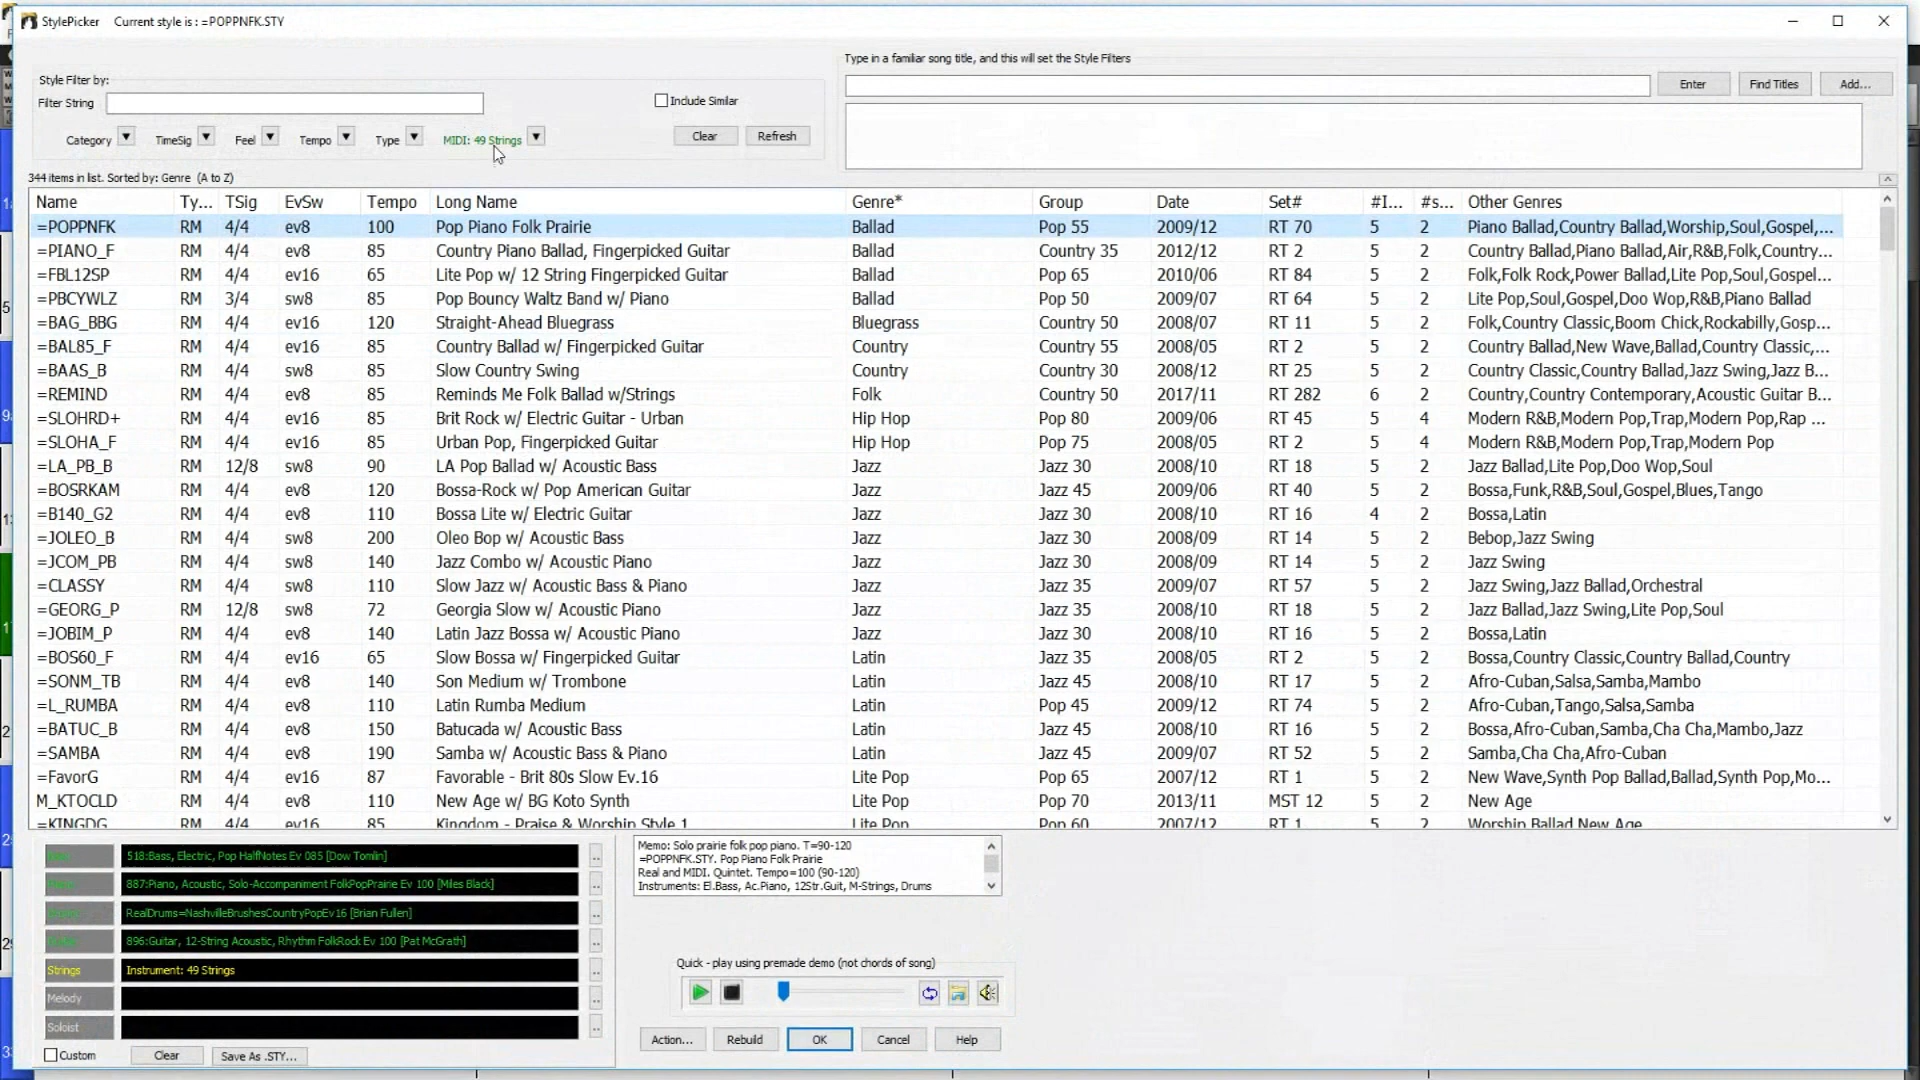 StylePicker Current style is : =POPPNFK.STY
Style Filter by:
Filter String
Include Similar
Category TimeSig Feel Tempo Type MIDI: 49 Strings Clear Refresh
Type in a familiar song title, and this will set the Style Filters
Enter Find Titles Add...
344 items in list. Sorted by: Genre (A to Z)
Name Ty... TSig EvSw Tempo Long Name Genre* Group Date Set# #I... #s... Other Genres
=POPPNFK RM 4/4 ev8 100 Pop Piano Folk Prairie Ballad Pop 55 2009/12 RT 70 5 2 Piano Ballad,Country Ballad,Worship,Soul,Gospel,...
=PIANO_F RM 4/4 ev8 85 Country Piano Ballad, Fingerpicked Guitar Ballad Country 35 2012/12 RT 2 5 2 Country Ballad,Piano Ballad,Air,R&B,Folk,Country...
=FBL12SP RM 4/4 ev16 65 Lite Pop w/ 12 String Fingerpicked Guitar Ballad Pop 65 2010/06 RT 84 5 2 Folk,Folk Rock,Power Ballad,Lite Pop,Soul,Gospel...
=PBCYWLZ RM 3/4 sw8 85 Pop Bouncy Waltz Band w/ Piano Ballad Pop 50 2009/07 RT 64 5 2 Lite Pop,Soul,Gospel,Doo Wop,R&B,Piano Ballad
=BAG_BBG RM 4/4 ev16 120 Straight-Ahead Bluegrass Bluegrass Country 50 2008/07 RT 11 5 2 Folk,Country Classic,Boom Chick,Rockabilly,Gosp...
=BAL85_F RM 4/4 ev16 85 Country Ballad w/ Fingerpicked Guitar Country Country 55 2008/05 RT 2 5 2 Country Ballad,New Wave,Ballad,Country Classic,...
=BAAS_B RM 4/4 sw8 85 Slow Country Swing Country Country 30 2008/12 RT 25 5 2 Country Classic,Country Ballad,Jazz Swing,Jazz B...
=REMIND RM 4/4 ev8 85 Reminds Me Folk Ballad w/Strings Folk Country 50 2017/11 RT 282 6 2 Country,Country Contemporary,Acoustic Guitar B...
=SLOHRD+ RM 4/4 ev16 85 Brit Rock w/ Electric Guitar - Urban Hip Hop Pop 80 2009/06 RT 45 5 4 Modern R&B,Modern Pop,Trap,Modern Pop,Rap ...
=SLOHA_F RM 4/4 ev16 85 Urban Pop, Fingerpicked Guitar Hip Hop Pop 75 2008/05 RT 2 5 4 Modern R&B,Modern Pop,Trap,Modern Pop
=LA_PB_B RM 12/8 sw8 90 LA Pop Ballad w/ Acoustic Bass Jazz Jazz 30 2008/10 RT 18 5 2 Jazz Ballad,Lite Pop,Doo Wop,Soul
=BOSRKAM RM 4/4 ev8 120 Bossa-Rock w/ Pop American Guitar Jazz Jazz 45 2009/06 RT 40 5 2 Bossa,Funk,R&B,Soul,Gospel,Blues,Tango
=B140_G2 RM 4/4 ev8 110 Bossa Lite w/ Electric Guitar Jazz Jazz 30 2008/10 RT 16 4 2 Bossa,Latin
=JOLEO_B RM 4/4 sw8 200 Oleo Bop w/ Acoustic Bass Jazz Jazz 30 2008/09 RT 14 5 2 Bebop,Jazz Swing
=JCOM_PB RM 4/4 sw8 140 Jazz Combo w/ Acoustic Piano Jazz Jazz 30 2008/09 RT 14 5 2 Jazz Swing
=CLASSY RM 4/4 sw8 110 Slow Jazz w/ Acoustic Bass & Piano Jazz Jazz 35 2009/07 RT 57 5 2 Jazz Swing,Jazz Ballad,Orchestral
=GEORG_P RM 12/8 sw8 72 Georgia Slow w/ Acoustic Piano Jazz Jazz 35 2008/10 RT 18 5 2 Jazz Ballad,Jazz Swing,Lite Pop,Soul
=JOBIM_P RM 4/4 ev8 140 Latin Jazz Bossa w/ Acoustic Piano Jazz Jazz 30 2008/10 RT 16 5 2 Bossa,Latin
=BOS60_F RM 4/4 ev16 65 Slow Bossa w/ Fingerpicked Guitar Latin Jazz 35 2008/05 RT 2 5 2 Bossa,Country Classic,Country Ballad,Country
=SONM_TB RM 4/4 ev8 140 Son Medium w/ Trombone Latin Jazz 45 2008/10 RT 17 5 2 Afro-Cuban,Salsa,Samba,Mambo
=L_RUMBA RM 4/4 ev8 110 Latin Rumba Medium Latin Pop 45 2009/12 RT 74 5 2 Afro-Cuban,Tango,Salsa,Samba
=BATUC_B RM 4/4 ev8 150 Batucada w/ Acoustic Bass Latin Jazz 45 2008/10 RT 16 5 2 Bossa,Afro-Cuban,Samba,Cha Cha,Mambo,Jazz
=SAMBA RM 4/4 ev8 190 Samba w/ Acoustic Bass & Piano Latin Jazz 45 2009/07 RT 52 5 2 Samba,Cha Cha,Afro-Cuban
=FavorG RM 4/4 ev16 87 Favorable - Brit 80s Slow Ev.16 Lite Pop Pop 65 2007/12 RT 1 5 2 New Wave,Synth Pop Ballad,Ballad,Synth Pop,Mo...
M_KTOCLD RM 4/4 ev8 110 New Age w/ BG Koto Synth Lite Pop Pop 70 2013/11 MST 12 5 2 New Age
=KINGDG RM 4/4 ev16 85 Kingdom - Praise & Worship Style 1 Lite Pop Pop 60 2007/12 RT 1 5 2 Worship Ballad,New Age
518:Bass, Electric, Pop HalfNotes Ev 085 [Dow Tomlin]
887:Piano, Acoustic, Solo-Accompaniment FolkPopPrairie Ev 100 [Miles Black]
RealDrums=NashvilleBrushesCountryPopEv16 [Brian Fullen]
896:Guitar, 12-String Acoustic, Rhythm FolkRock Ev 100 [Pat McGrath]
Strings Instrument: 49 Strings
Melody
Soloist
Custom Clear Save As .STY...
Memo: Solo prairie folk pop piano. T=90-120
=POPPNFK.STY. Pop Piano Folk Prairie
Real and MIDI. Quintet. Tempo=100 (90-120)
Instruments: El.Bass, Ac.Piano, 12Str.Guit, M-Strings, Drums
Quick - play using premade demo (not chords of song)
Action... Rebuild OK Cancel Help